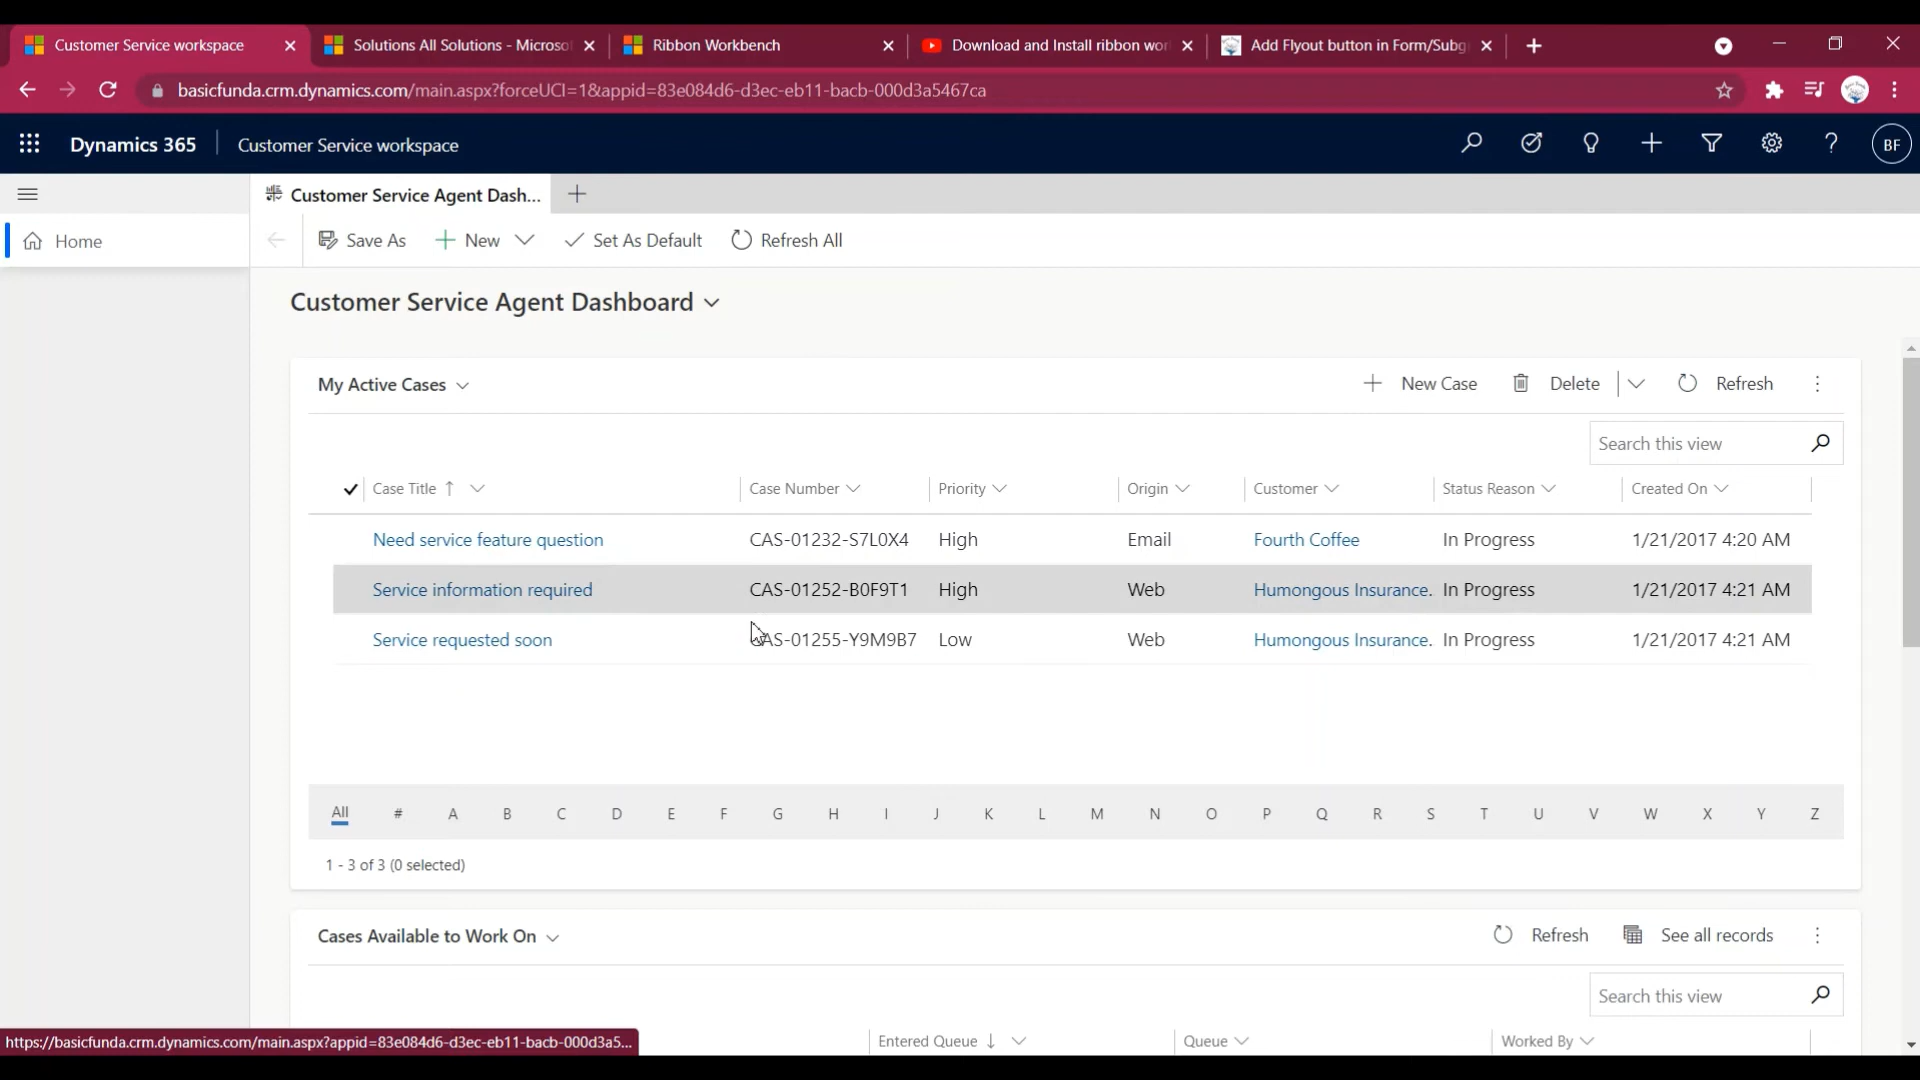 Customer Service workspace
Solutions All Solutions - Microso
Ribbon Workbench
Download and Install ribbon wor
Add Flyout button in Form/Subg
basicfunda.crm.dynamics.com/main.aspx?forceUCI=1&appid=83e084d6-d3ec-eb11-bacb-000d3a5467ca
Dynamics 365
Customer Service workspace
BF
Customer Service Agent Dash...
Home
Save As
New
Set As Default
Refresh All
Customer Service Agent Dashboard
My Active Cases
New Case
Delete
Refresh
Search this view
Case Title Case Number Priority Origin Customer Status Reason Created On
Need service feature question CAS-01232-S7L0X4 High Email Fourth Coffee In Progress 1/21/2017 4:20 AM
Service information required CAS-01252-B0F9T1 High Web Humongous Insurance. In Progress 1/21/2017 4:21 AM
Service requested soon CAS-01255-Y9M9B7 Low Web Humongous Insurance. In Progress 1/21/2017 4:21 AM
All # A B C D E F G H I J K L M N O P Q R S T U V W X Y Z
1 - 3 of 3 (0 selected)
Cases Available to Work On
Refresh
See all records
Search this view
https://basicfunda.crm.dynamics.com/main.aspx?appid=83e084d6-d3ec-eb11-bacb-000d3a5...
Entered Queue Queue Worked By